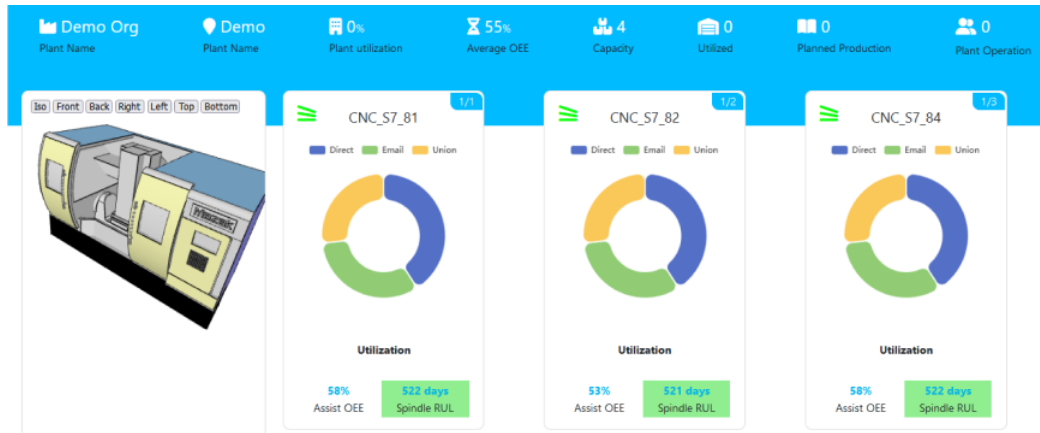 Demo Org
Plant Name
Demo
Plant Name
0%
Plant utilization
55%
Average OEE
4
Capacity
0
Utilized
0
Planned Production
0
Plant Operation
Iso Front Back Right Left Top Bottom
1/1
CNC_S7_81
Direct Email Union
Utilization
58%
Assist OEE
522 days
Spindle RUL
1/2
CNC_S7_82
Direct Email Union
Utilization
53%
Assist OEE
521 days
Spindle RUL
1/3
CNC_S7_84
Direct Email Union
Utilization
58%
Assist OEE
522 days
Spindle RUL